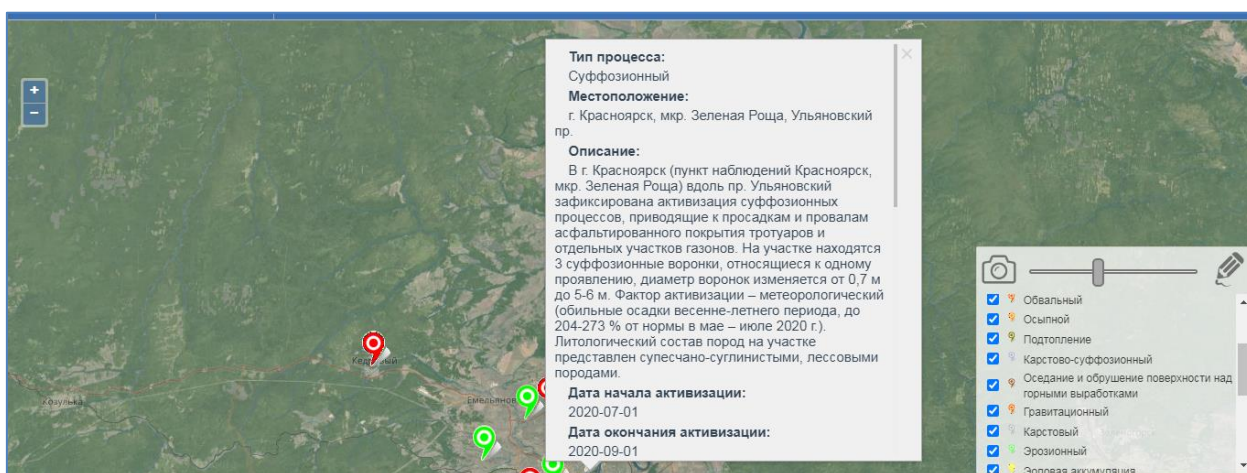 +
−
Тип процесса:
Суффозионный
Местоположение:
г. Красноярск, мкр. Зеленая Роща, Ульяновский
пр.
Описание:
В г. Красноярск (пункт наблюдений Красноярск,
мкр. Зеленая Роща) вдоль пр. Ульяновский
зафиксирована активизация суффозионных
процессов, приводящие к просадкам и провалам
асфальтированного покрытия тротуаров и
отдельных участков газонов. На участке находятся
3 суффозионные воронки, относящиеся к одному
проявлению, диаметр воронок изменяется от 0,7 м
до 5-6 м. Фактор активизации – метеорологический
(обильные осадки весенне-летнего периода, до
204-273 % от нормы в мае – июле 2020 г.).
Литологический состав пород на участке
представлен супесчано-суглинистыми, лессовыми
породами.
Дата начала активизации:
2020-07-01
Дата окончания активизации:
2020-09-01
Кедровый
Козулька
Емельяново
Обвальный
Осыпной
Подтопление
Карстово-суффозионный
Оседание и обрушение поверхности над
горными выработками
Гравитационный
Карстовый
Эрозионный
Эоловая аккумуляция